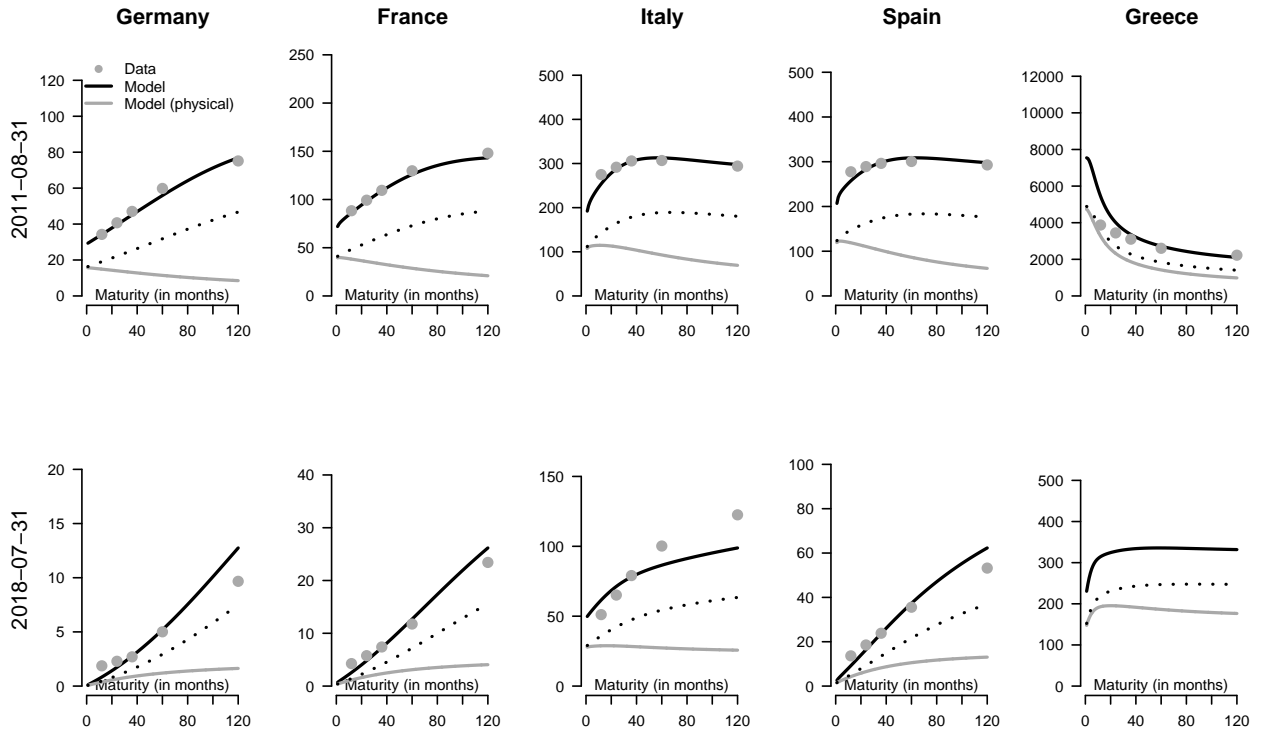 Germany France Italy Spain Greece
2011−08−31
Data
Model
Model (physical)
120
100
80
60
40
20
0
Maturity (in months)
0 40 80 120
250
200
150
100
50
0
Maturity (in months)
0 40 80 120
500
400
300
200
100
0
Maturity (in months)
0 40 80 120
500
400
300
200
100
0
Maturity (in months)
0 40 80 120
12000
10000
8000
6000
4000
2000
0
Maturity (in months)
0 40 80 120
2018−07−31
20
15
10
5
0
Maturity (in months)
0 40 80 120
40
30
20
10
0
Maturity (in months)
0 40 80 120
150
100
50
0
Maturity (in months)
0 40 80 120
100
80
60
40
20
0
Maturity (in months)
0 40 80 120
500
400
300
200
100
0
Maturity (in months)
0 40 80 120